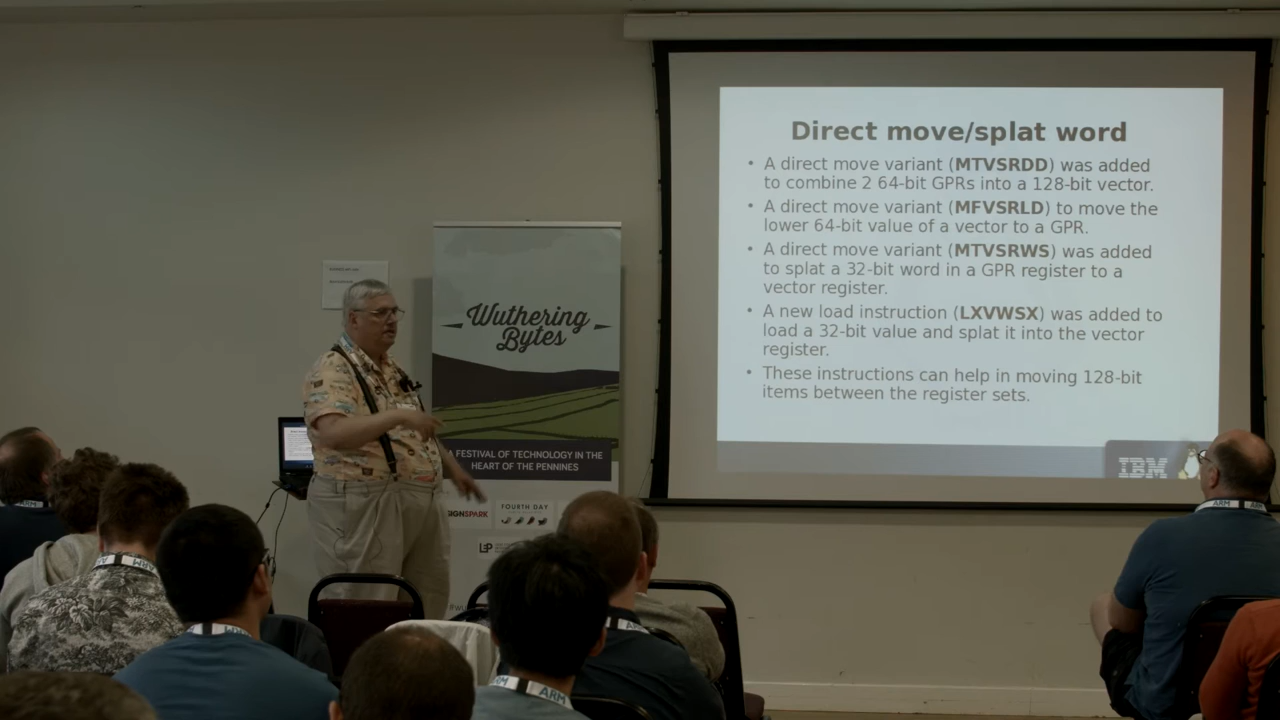 Direct move/splat word
• A direct move variant (MTVSRDD) was added
to combine 2 64-bit GPRs into a 128-bit vector.
• A direct move variant (MFVSRLD) to move the
lower 64-bit value of a vector to a GPR.
• A direct move variant (MTVSRWS) was added
to splat a 32-bit word in a GPR register to a
vector register.
• A new load instruction (LXVWSX) was added to
load a 32-bit value and splat it into the vector
register.
• These instructions can help in moving 128-bit
items between the register sets.
IBM
Wuthering
Bytes
A FESTIVAL OF TECHNOLOGY IN THE
HEART OF THE PENNINES
IGNSPARK
FOURTH DAY
ARM
ARM
ARM
ARM